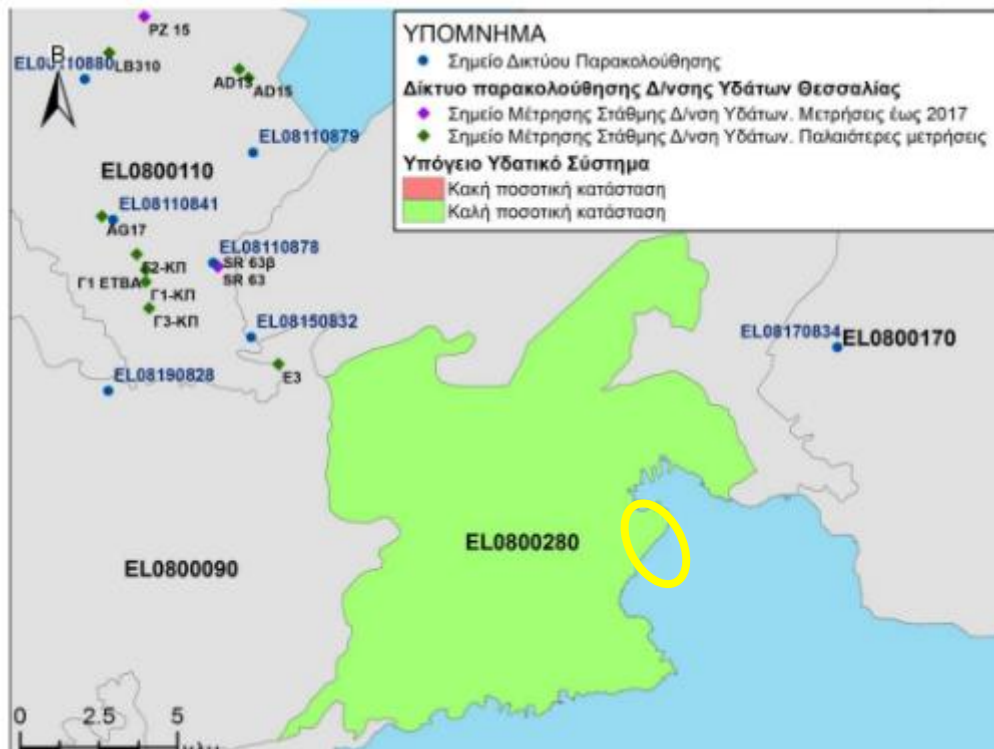 ΥΠΟΜΝΗΜΑ
Σημείο Δικτύου Παρακολούθησης
Δίκτυο παρακολούθησης Δ/νσης Υδάτων Θεσσαλίας
Σημείο Μέτρησης Στάθμης Δ/νση Υδάτων. Μετρήσεις έως 2017
Σημείο Μέτρησης Στάθμης Δ/νση Υδάτων. Παλαιότερες μετρήσεις
Υπόγειο Υδατικό Σύστημα
Κακή ποσοτική κατάσταση
Καλή ποσοτική κατάσταση
PZ 15
Β
LB310
AD13
AD15
EL08110879
EL0800110
EL08110841
AG17
EL08110878
SR 63β
Γ2-ΚΠ
SR 63
Γ1 ΕΤΒΑ
Γ1-ΚΠ
Γ3-ΚΠ
EL08150832
EL08170834
EL0800170
E3
EL08190828
EL0800280
EL0800090
0 2.5 5